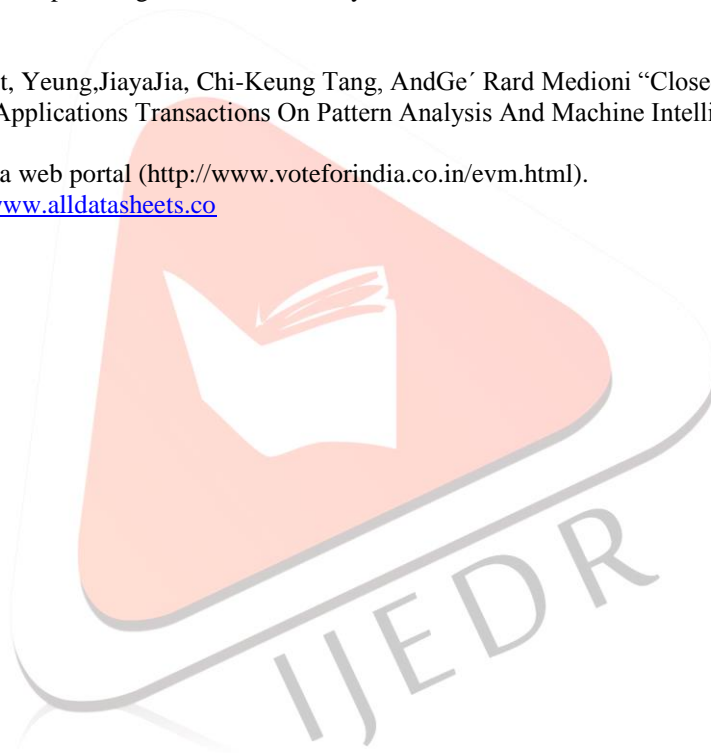 t, Yeung,JiayaJia, Chi-Keung Tang, AndGe´ Rard Medioni “Close
Applications Transactions On Pattern Analysis And Machine Intelli
a web portal (http://www.voteforindia.co.in/evm.html).
www.alldatasheets.co
IJEDR